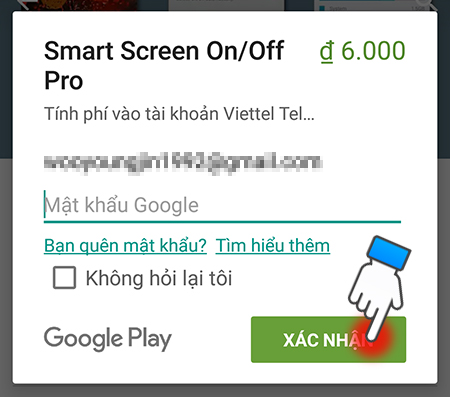 Smart Screen On/Off
₫ 6.000
Pro
Tính phí vào tài khoản Viettel Tel...
Mật khẩu Google
Bạn quên mật khẩu? Tìm hiểu thêm
Không hỏi lại tôi
Google Play
XÁC NHẬN